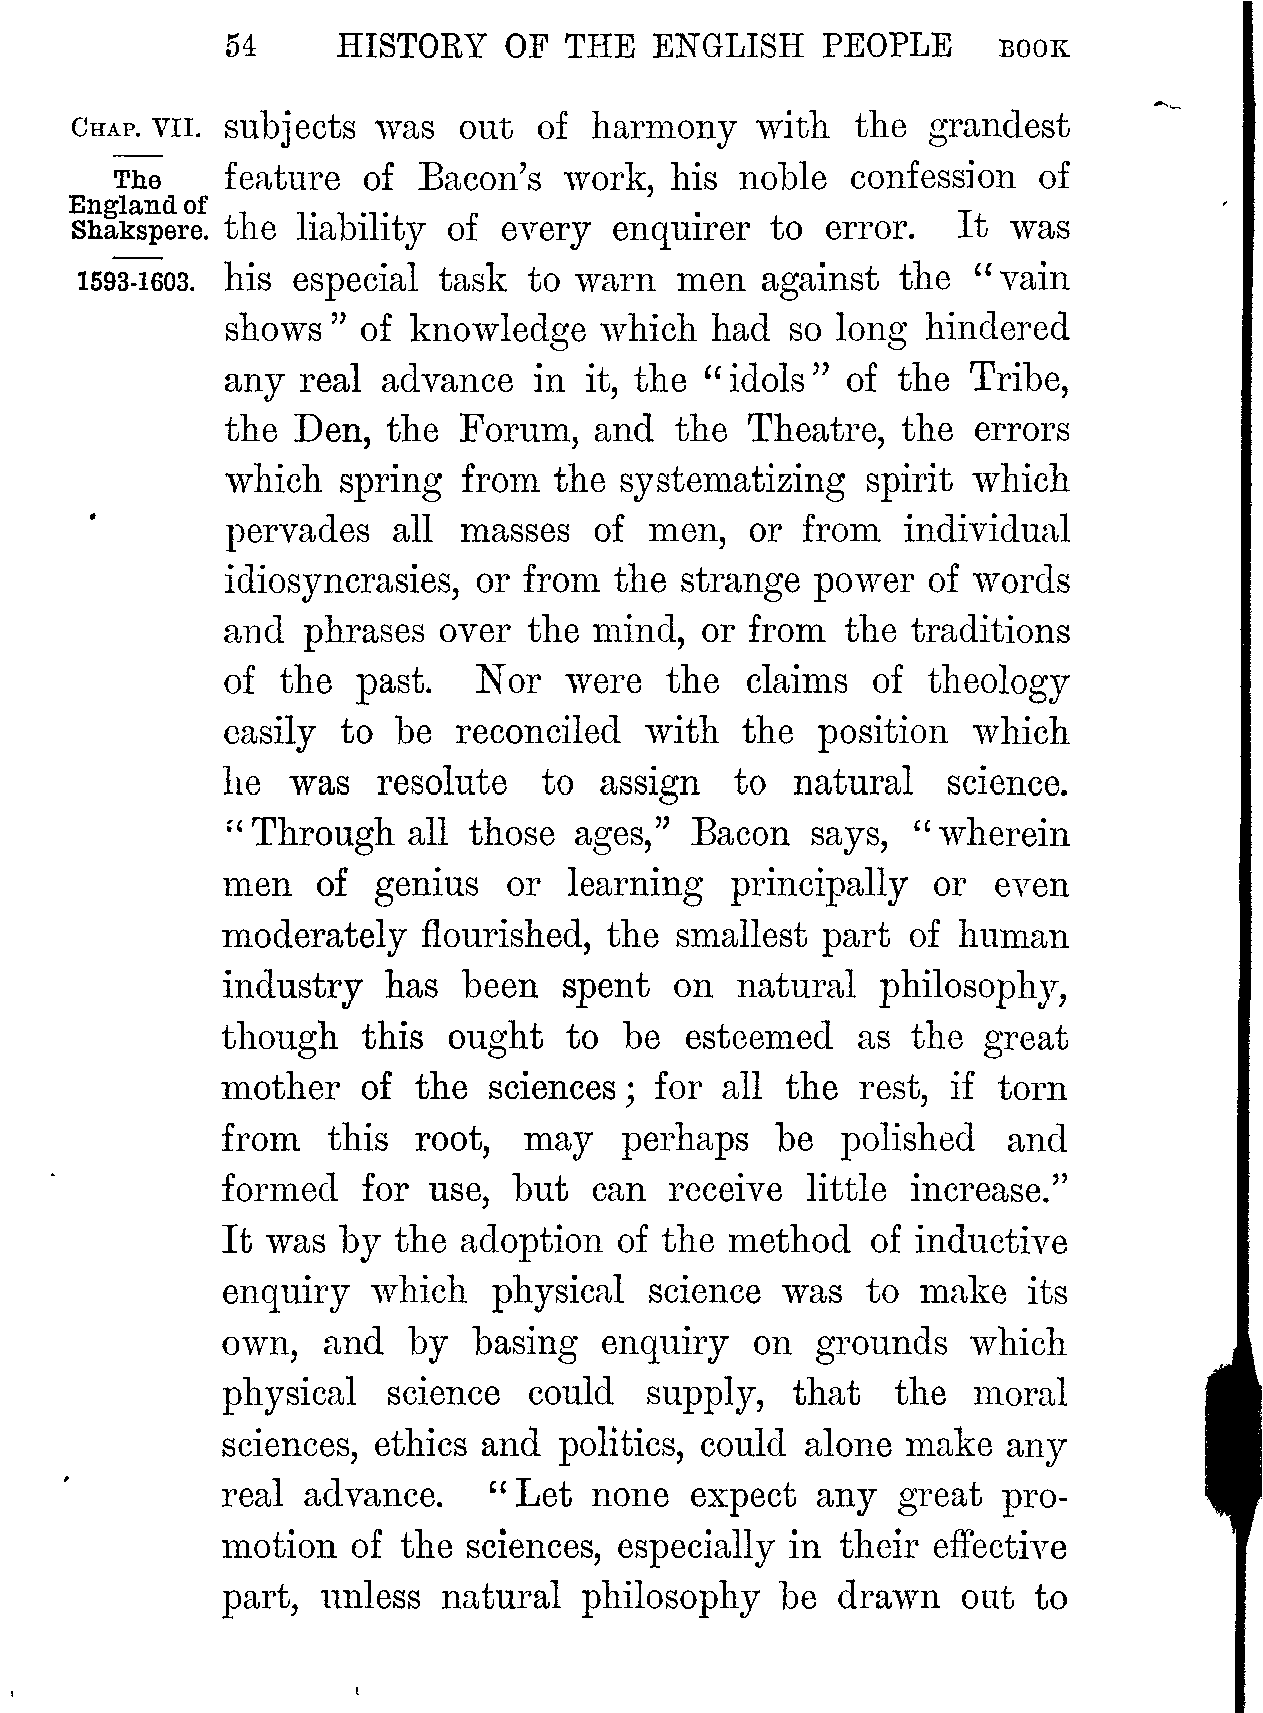 54 HISTORY OF THE ENGLISH PEOPLE BOOK
CHAP. VII.
The
England of
Shakspere.
1593-1603.
subjects was out of harmony with the grandest
feature of Bacon's work, his noble confession of
the liability of every enquirer to error. It was
his especial task to warn men against the "vain
shows" of knowledge which had so long hindered
any real advance in it, the "idols" of the Tribe,
the Den, the Forum, and the Theatre, the errors
which spring from the systematizing spirit which
pervades all masses of men, or from individual
idiosyncrasies, or from the strange power of words
and phrases over the mind, or from the traditions
of the past. Nor were the claims of theology
easily to be reconciled with the position which
he was resolute to assign to natural science.
"Through all those ages," Bacon says, "wherein
men of genius or learning principally or even
moderately flourished, the smallest part of human
industry has been spent on natural philosophy,
though this ought to be esteemed as the great
mother of the sciences; for all the rest, if torn
from this root, may perhaps be polished and
formed for use, but can receive little increase."
It was by the adoption of the method of inductive
enquiry which physical science was to make its
own, and by basing enquiry on grounds which
physical science could supply, that the moral
sciences, ethics and politics, could alone make any
real advance. "Let none expect any great pro-
motion of the sciences, especially in their effective
part, unless natural philosophy be drawn out to